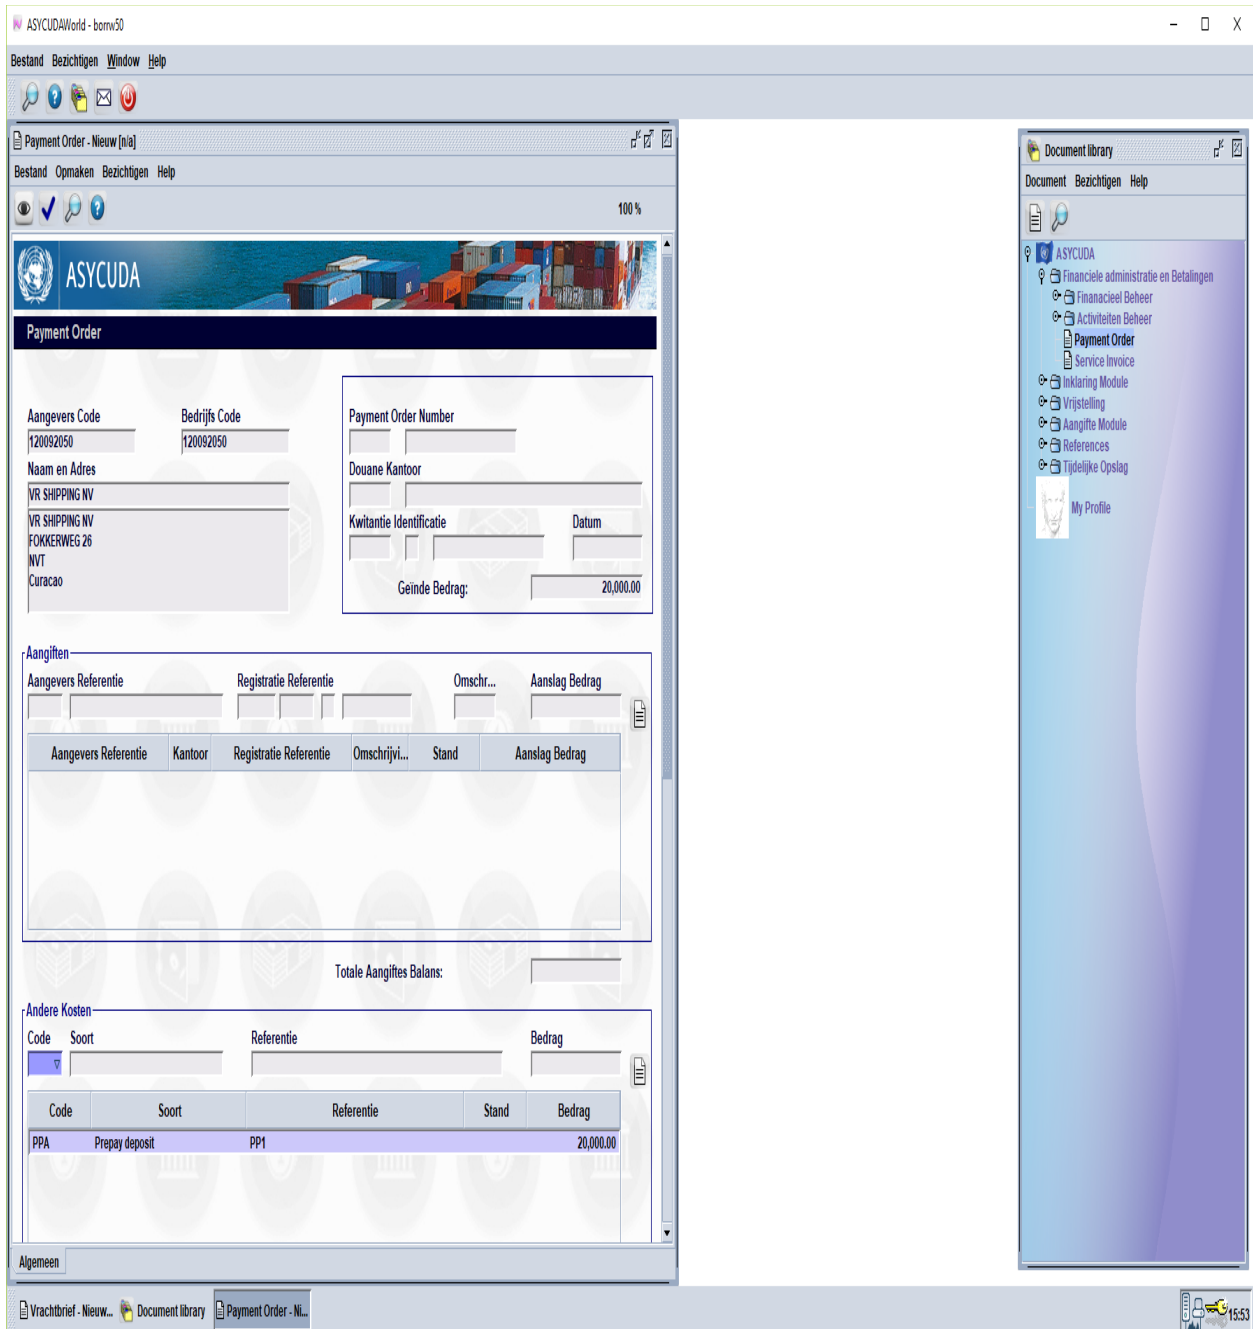 ASYCUDAWorld - borrw50
Bestand Bezichtigen Window Help
Payment Order - Nieuw [n/a]
Bestand Opmaken Bezichtigen Help
100 %
ASYCUDA
Payment Order
Aangevers Code Bedrijfs Code
120092050 120092050
Naam en Adres
VR SHIPPING NV
VR SHIPPING NV
FOKKERWEG 26
NVT
Curacao
Payment Order Number
Douane Kantoor
Kwitantie Identificatie Datum
Geïnde Bedrag: 20,000.00
Aangiften
Aangevers Referentie Registratie Referentie Omschr... Aanslag Bedrag
Aangevers Referentie Kantoor Registratie Referentie Omschrijvi... Stand Aanslag Bedrag
Totale Aangiftes Balans:
Andere Kosten
Code Soort Referentie Bedrag
Code Soort Referentie Stand Bedrag
PPA Prepay deposit PP1 20,000.00
Algemeen
Document library
Document Bezichtigen Help
ASYCUDA
Financiele administratie en Betalingen
Finanacieel Beheer
Activiteiten Beheer
Payment Order
Service Invoice
Inklaring Module
Vrijstelling
Aangifte Module
References
Tijdelijke Opslag
My Profile
Vrachtbrief - Nieuw... Document library Payment Order - Ni...
15:53